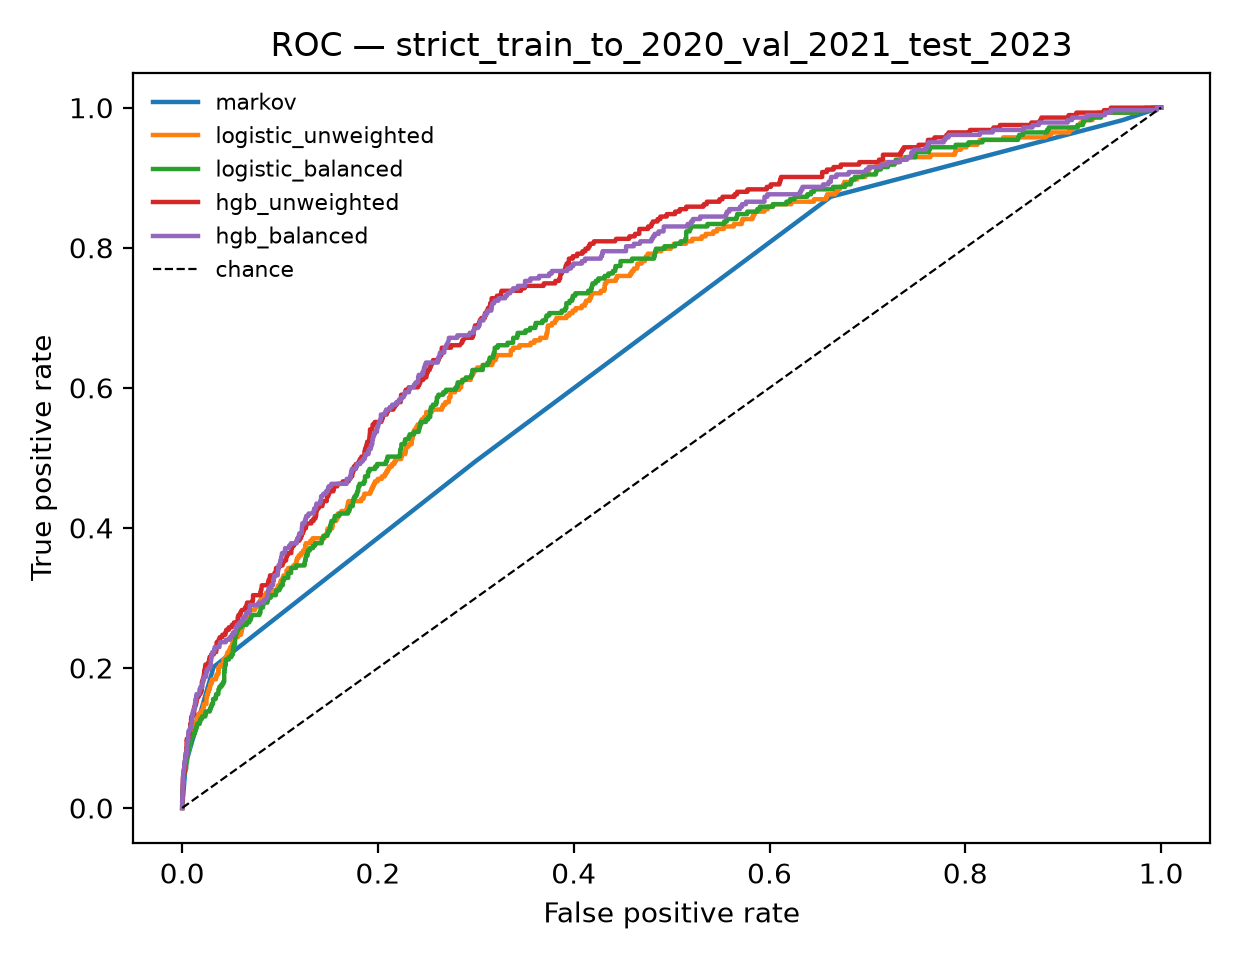 ROC — strict_train_to_2020_val_2021_test_2023
markov
logistic_unweighted
logistic_balanced
hgb_unweighted
hgb_balanced
chance
1.0
0.8
0.6
0.4
0.2
0.0
True positive rate
0.0 0.2 0.4 0.6 0.8 1.0
False positive rate